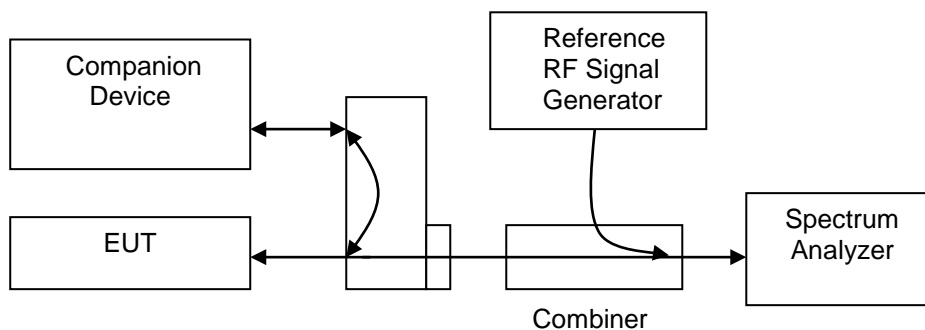 Companion
Device
Reference
RF Signal
Generator
EUT
Spectrum
Analyzer
Combiner